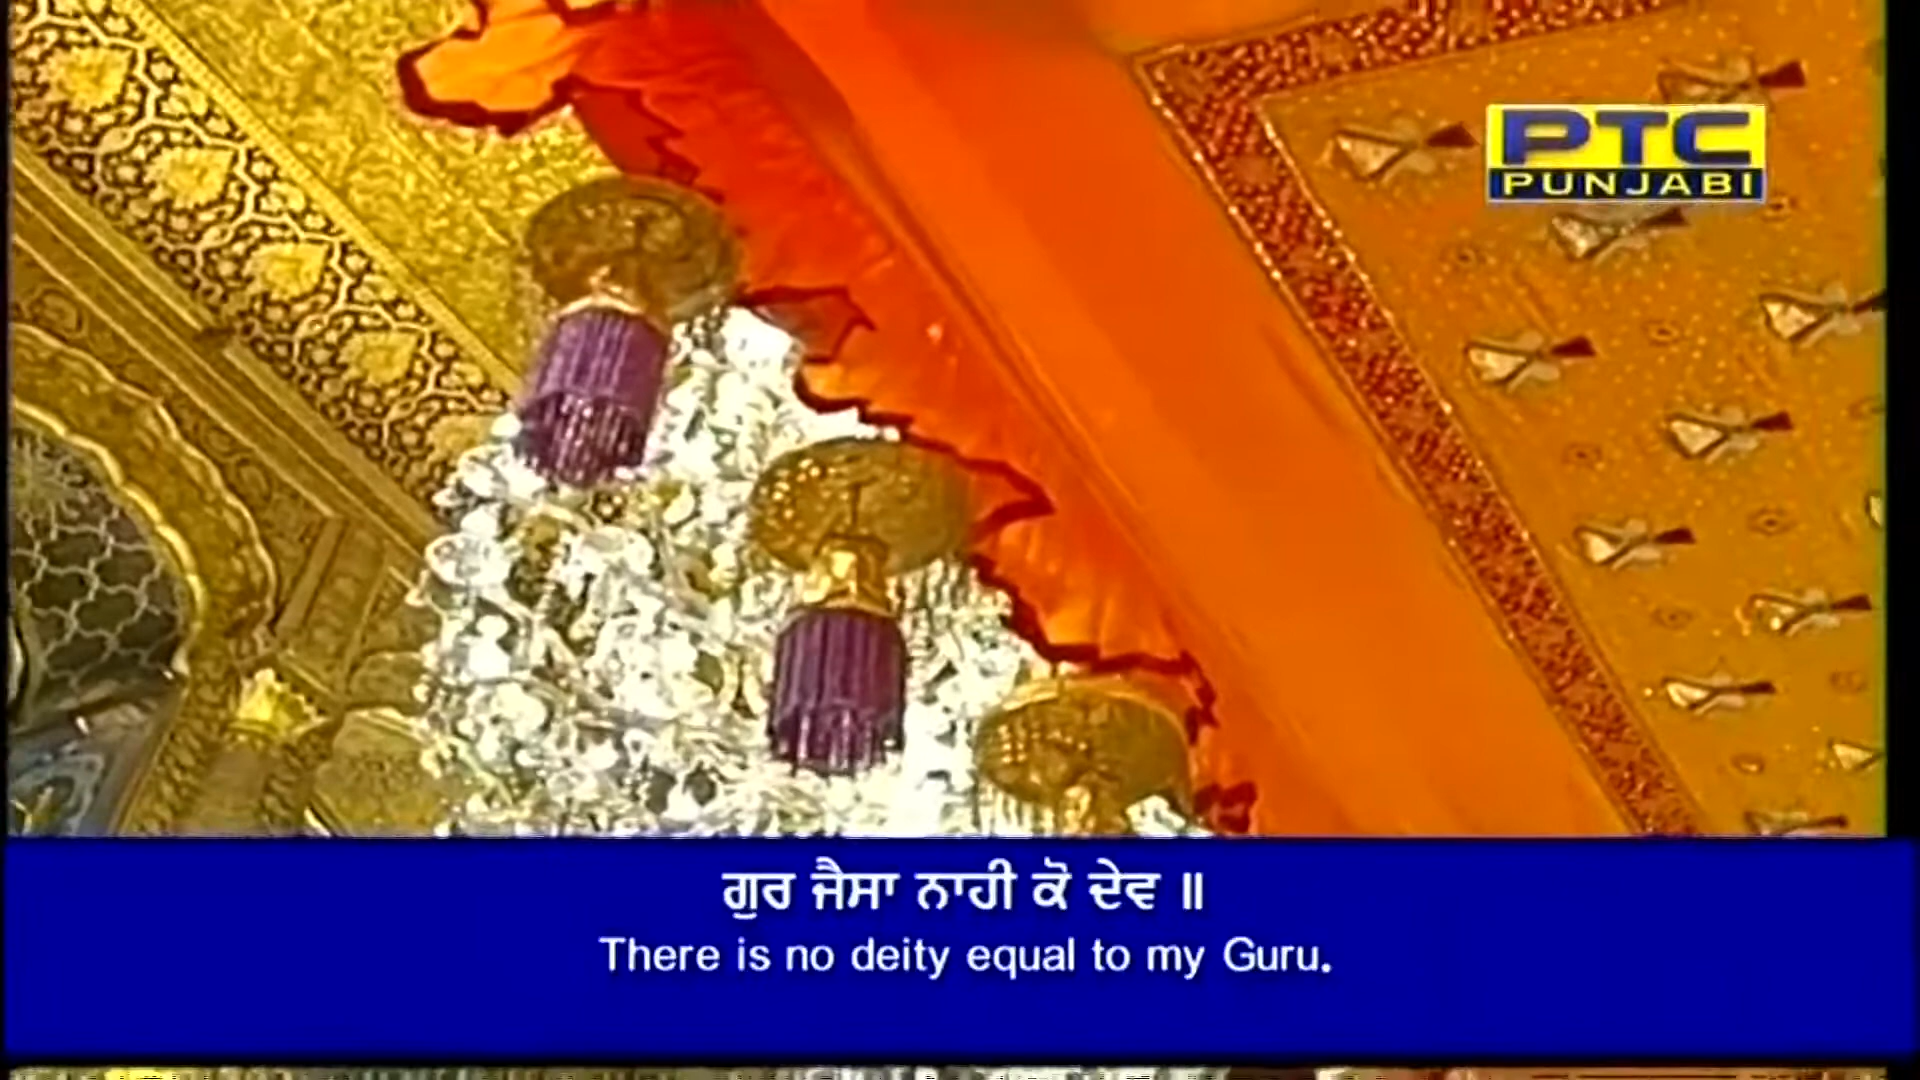 PTC
PUNJABI
ਗੁਰ ਜੈਸਾ ਨਾਹੀ ਕੋ ਦੇਵ ॥
There is no deity equal to my Guru.